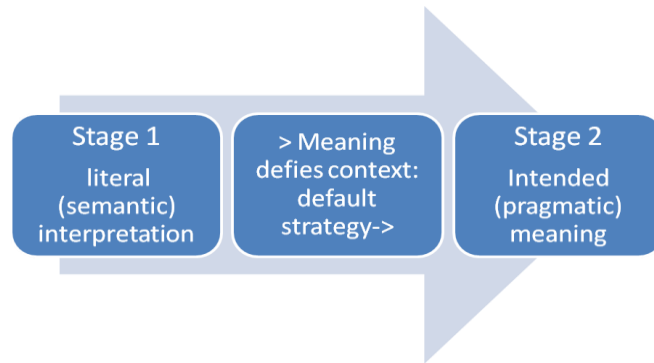 Stage 1
literal
(semantic)
interpretation
> Meaning
defies context:
default
strategy->
Stage 2
Intended
(pragmatic)
meaning